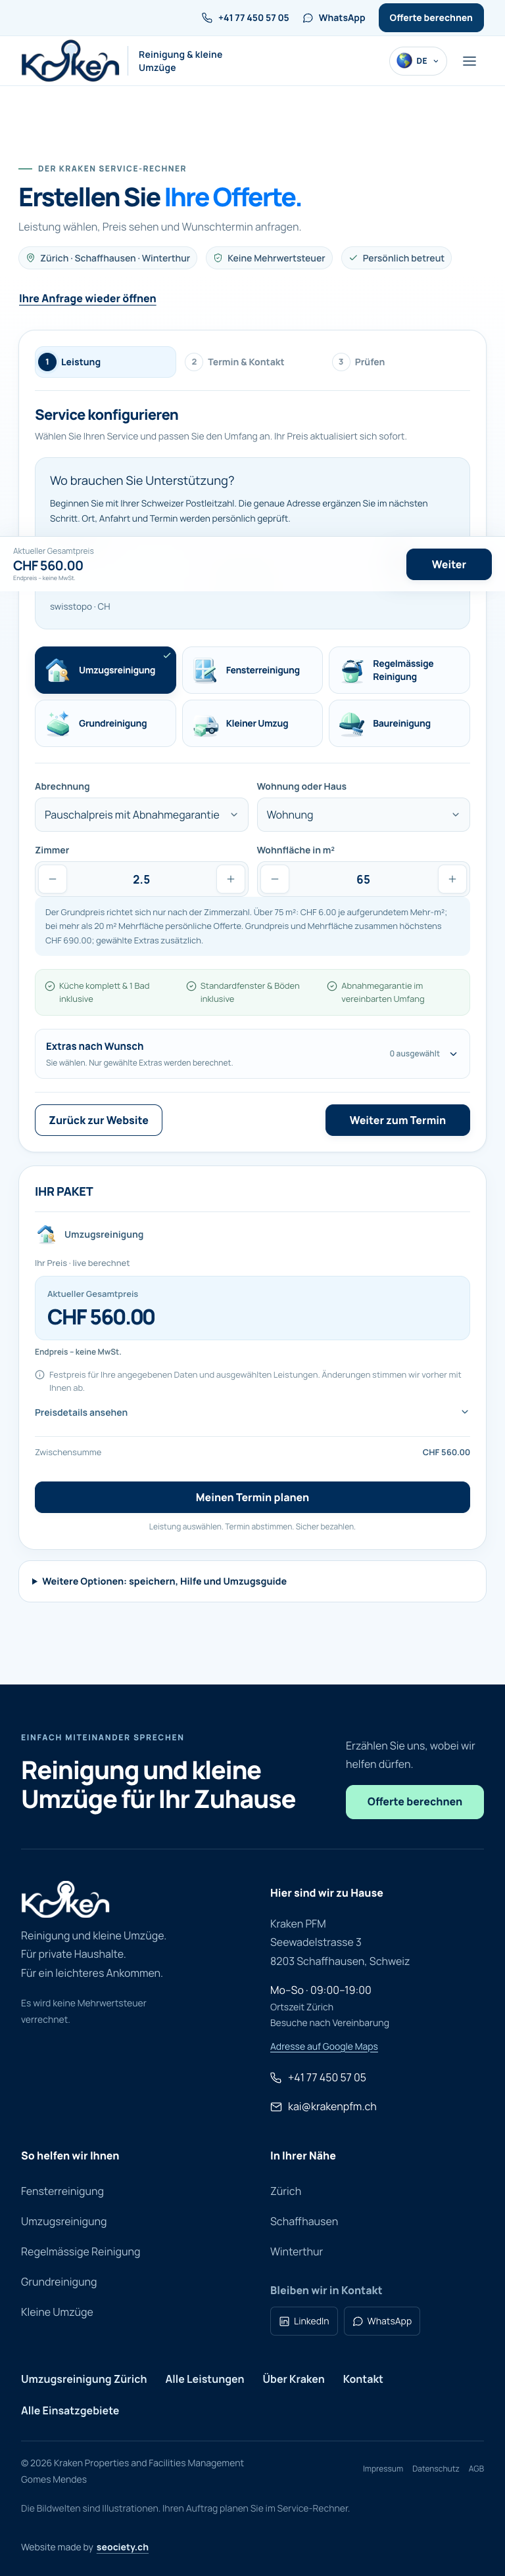 +41 77 450 57 05
WhatsApp
Offerte berechnen
Kraken
Reinigung & kleine
Umzüge
DE
DER KRAKEN SERVICE-RECHNER
Erstellen Sie Ihre Offerte.
Leistung wählen, Preis sehen und Wunschtermin anfragen.
Zürich · Schaffhausen · Winterthur
Keine Mehrwertsteuer
Persönlich betreut
Ihre Anfrage wieder öffnen
1 Leistung
2 Termin & Kontakt
3 Prüfen
Service konfigurieren
Wählen Sie Ihren Service und passen Sie den Umfang an. Ihr Preis aktualisiert sich sofort.
Wo brauchen Sie Unterstützung?
Beginnen Sie mit Ihrer Schweizer Postleitzahl. Die genaue Adresse ergänzen Sie im nächsten
Schritt. Ort, Anfahrt und Termin werden persönlich geprüft.
Aktueller Gesamtpreis
CHF 560.00
Endpreis – keine MwSt.
Weiter
swisstopo · CH
Umzugsreinigung
Fensterreinigung
Regelmässige
Reinigung
Grundreinigung
Kleiner Umzug
Baureinigung
Abrechnung
Wohnung oder Haus
Pauschalpreis mit Abnahmegarantie
Wohnung
Zimmer
Wohnfläche in m²
− 2.5 +
− 65 +
Der Grundpreis richtet sich nur nach der Zimmerzahl. Über 75 m²: CHF 6.00 je aufgerundetem Mehr-m²;
bei mehr als 20 m² Mehrfläche persönliche Offerte. Grundpreis und Mehrfläche zusammen höchstens
CHF 690.00; gewählte Extras zusätzlich.
Küche komplett & 1 Bad
inklusive
Standardfenster & Böden
inklusive
Abnahmegarantie im
vereinbarten Umfang
Extras nach Wunsch
Sie wählen. Nur gewählte Extras werden berechnet.
0 ausgewählt
Zurück zur Website
Weiter zum Termin
IHR PAKET
Umzugsreinigung
Ihr Preis · live berechnet
Aktueller Gesamtpreis
CHF 560.00
Endpreis – keine MwSt.
Festpreis für Ihre angegebenen Daten und ausgewählten Leistungen. Änderungen stimmen wir vorher mit
Ihnen ab.
Preisdetails ansehen
Zwischensumme
CHF 560.00
Meinen Termin planen
Leistung auswählen. Termin abstimmen. Sicher bezahlen.
Weitere Optionen: speichern, Hilfe und Umzugsguide
EINFACH MITEINANDER SPRECHEN
Reinigung und kleine
Umzüge für Ihr Zuhause
Erzählen Sie uns, wobei wir
helfen dürfen.
Offerte berechnen
Kraken
Reinigung und kleine Umzüge.
Für private Haushalte.
Für ein leichteres Ankommen.
Es wird keine Mehrwertsteuer
verrechnet.
Hier sind wir zu Hause
Kraken PFM
Seewadelstrasse 3
8203 Schaffhausen, Schweiz
Mo–So · 09:00–19:00
Ortszeit Zürich
Besuche nach Vereinbarung
Adresse auf Google Maps
+41 77 450 57 05
kai@krakenpfm.ch
So helfen wir Ihnen
Fensterreinigung
Umzugsreinigung
Regelmässige Reinigung
Grundreinigung
Kleine Umzüge
In Ihrer Nähe
Zürich
Schaffhausen
Winterthur
Bleiben wir in Kontakt
LinkedIn
WhatsApp
Umzugsreinigung Zürich
Alle Leistungen
Über Kraken
Kontakt
Alle Einsatzgebiete
© 2026 Kraken Properties and Facilities Management
Gomes Mendes
Impressum
Datenschutz
AGB
Die Bildwelten sind Illustrationen. Ihren Auftrag planen Sie im Service-Rechner.
Website made by seociety.ch